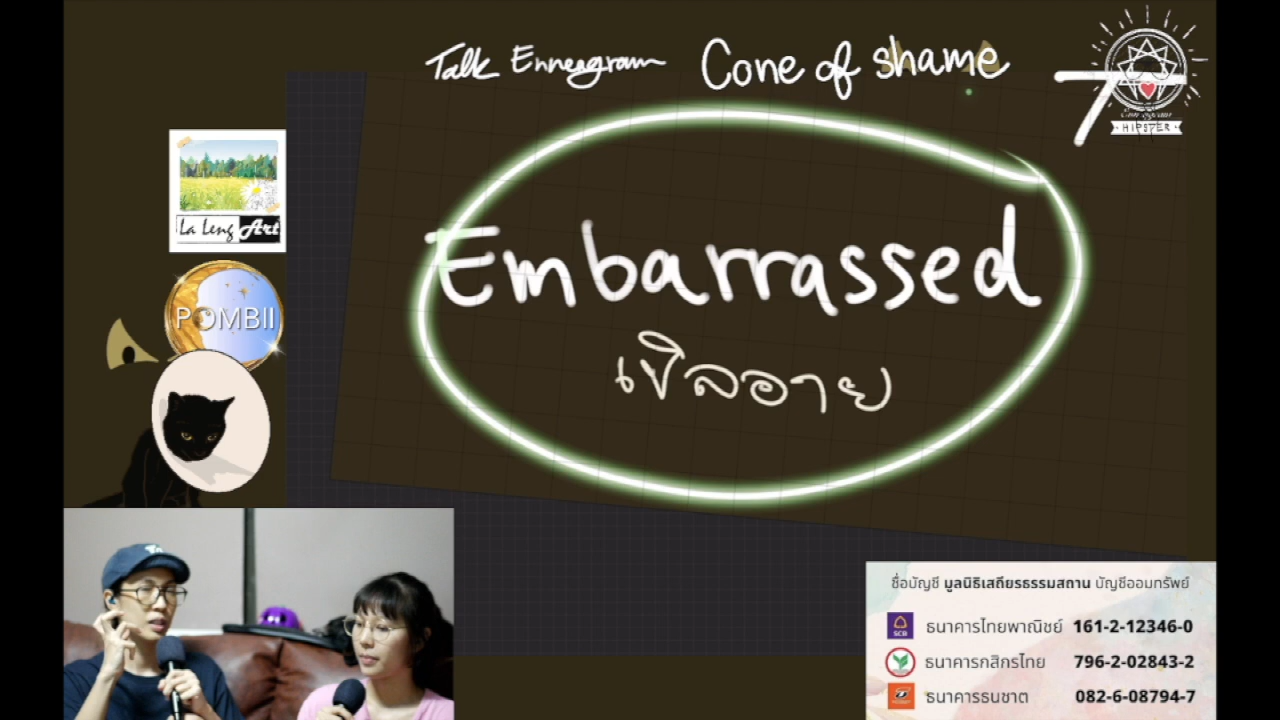 Talk Enneagram Cone of shame
7
HIPSTER
La Leng Art
POMBII
Embarrassed
เขิลอาย
ชื่อบัญชี มูลนิธิเสถียรธรรมสถาน บัญชีออมทรัพย์
SCB ธนาคารไทยพาณิชย์ 161-2-12346-0
ธนาคารกสิกรไทย 796-2-02843-2
ธนาคารธนชาต 082-6-08794-7